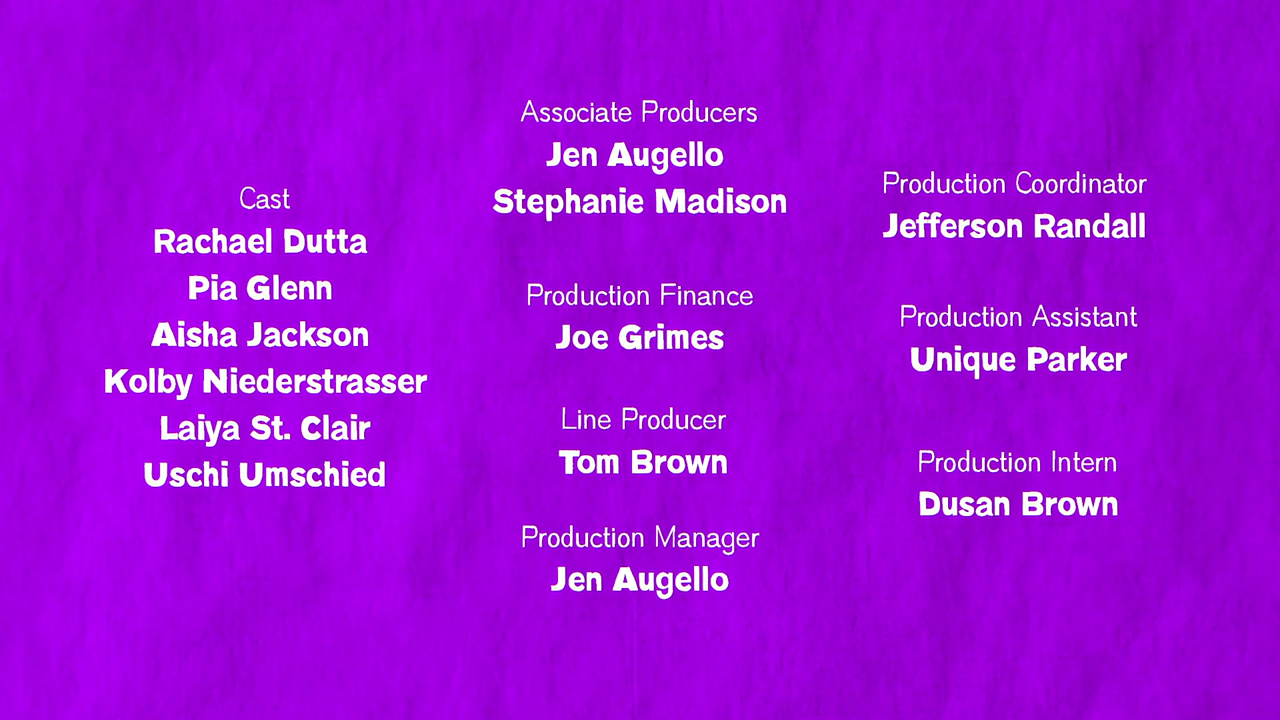 Cast
Rachael Dutta
Pia Glenn
Aisha Jackson
Kolby Niederstrasser
Laiya St. Clair
Uschi Umschied
Associate Producers
Jen Augello
Stephanie Madison
Production Finance
Joe Grimes
Line Producer
Tom Brown
Production Manager
Jen Augello
Production Coordinator
Jefferson Randall
Production Assistant
Unique Parker
Production Intern
Dusan Brown